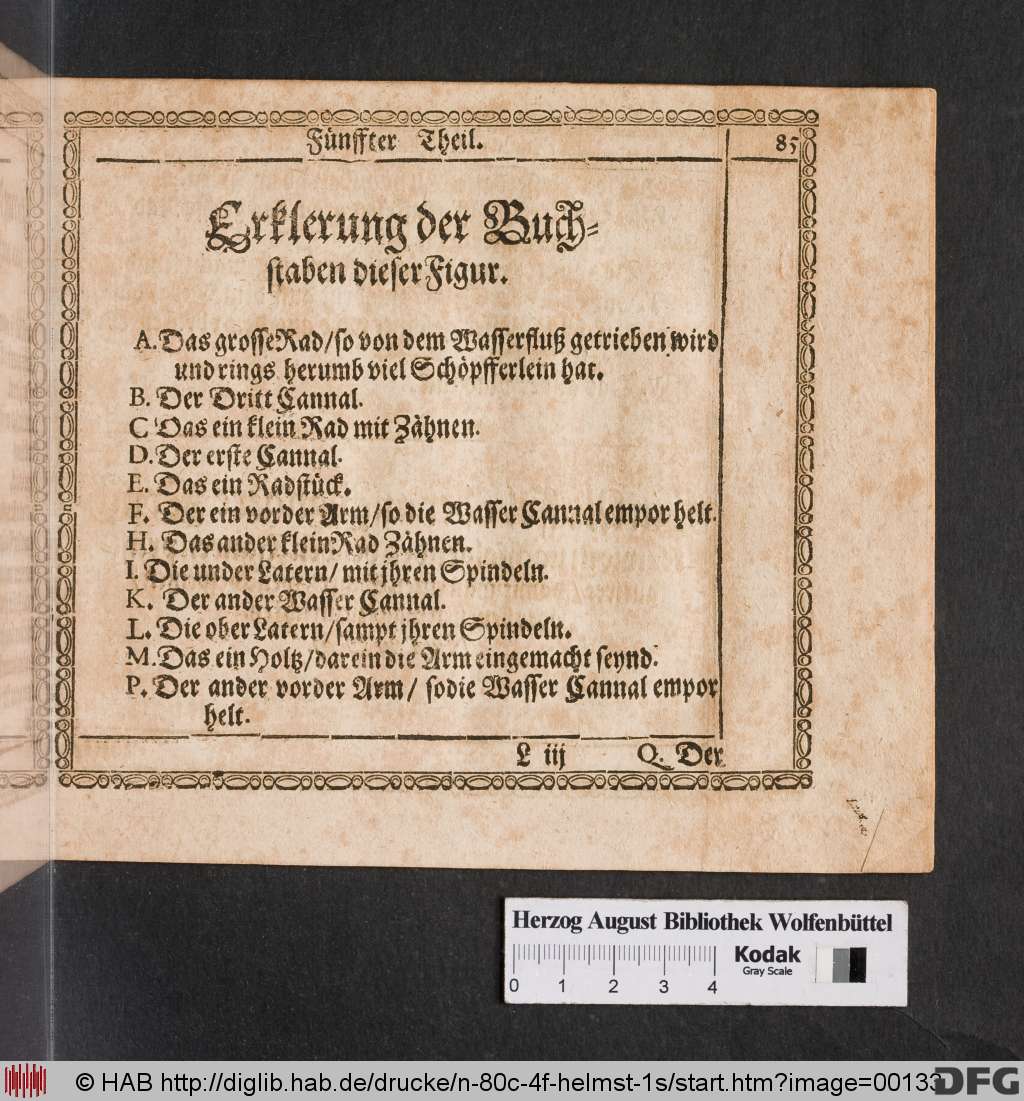 Fünffter Theil. 85
Erklerung der Buch-
staben dieser Figur.
A. Das grosse Rad/so von dem Wasserfluß getrieben wird
und rings herumb viel Schöpfferlein hat.
B. Der Dritt Cannal.
C Das ein klein Rad mit Zähnen.
D. Der erste Cannal.
E. Das ein Radstück.
F. Der ein vorder Arm/so die Wasser Cannal empor helt.
H. Das ander klein Rad Zähnen.
I. Die under Latern/ mit jhren Spindeln.
K. Der ander Wasser Cannal.
L. Die ober Latern/sampt jhren Spindeln.
M. Das ein Holtz/darein die Arm eingemacht seynd.
P. Der ander vorder Arm/ so die Wasser Cannal empor
helt.
L iij Q. Der
Herzog August Bibliothek Wolfenbüttel
Kodak
Gray Scale
0 1 2 3 4
© HAB http://diglib.hab.de/drucke/n-80c-4f-helmst-1s/start.htm?image=00133
DFG